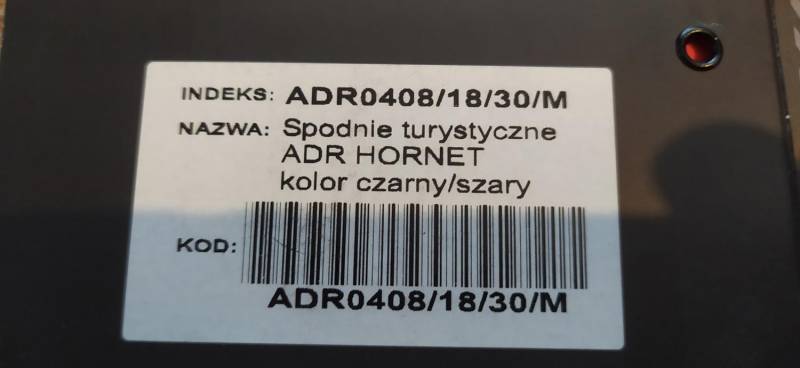 INDEKS: ADR0408/18/30/M
NAZWA: Spodnie turystyczne
ADR HORNET
kolor czarny/szary
KOD:
ADR0408/18/30/M